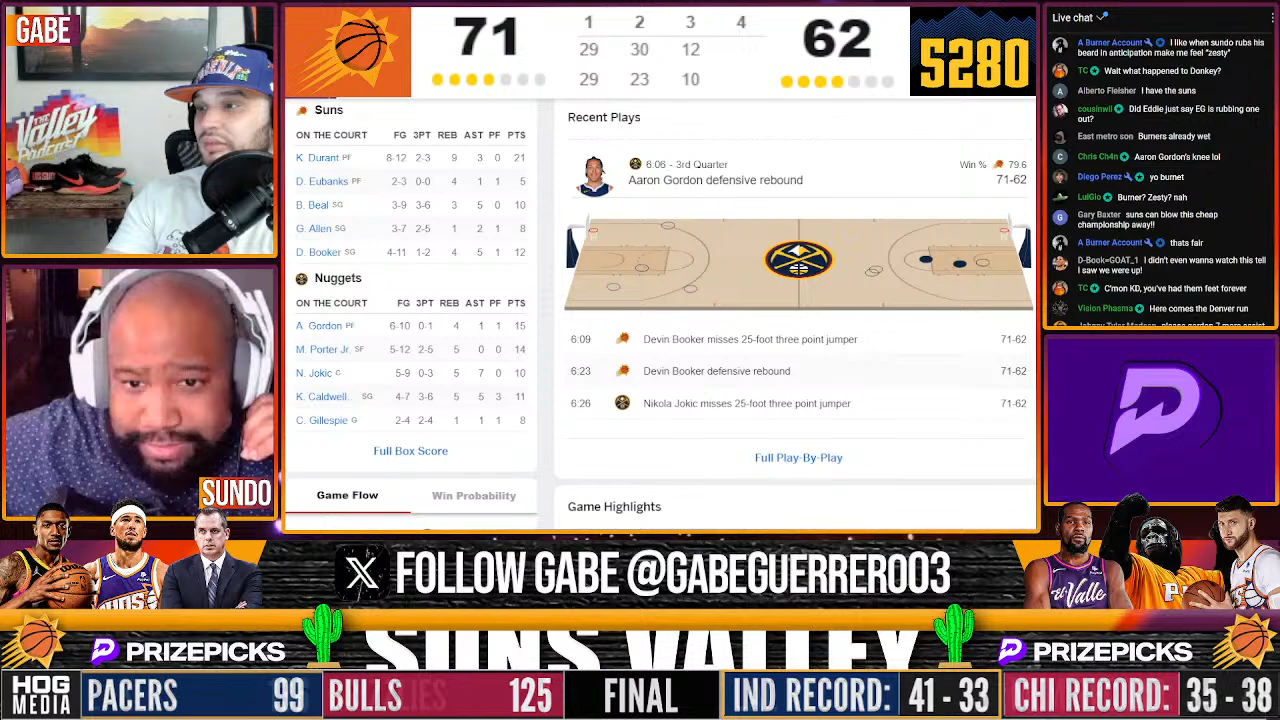 GABE
The Valley
Podcast
SUNDO
71
1 2 3 4
29 30 12
29 23 10
62
5280
Suns
ON THE COURT FG 3PT REB AST PF PTS
K. Durant PF 8-12 2-3 9 3 0 21
D. Eubanks PF 2-3 0-0 4 1 1 5
B. Beal SG 3-9 3-6 3 5 0 10
G. Allen SG 3-7 2-5 1 2 1 8
D. Booker SG 4-11 1-2 4 5 1 12
Nuggets
ON THE COURT FG 3PT REB AST PF PTS
A. Gordon PF 6-10 0-1 4 1 1 15
M. Porter Jr. SF 5-12 2-5 5 0 0 14
N. Jokic C 5-9 0-3 5 7 0 10
K. Caldwell... SG 4-7 3-6 5 5 3 11
C. Gillespie G 2-4 2-4 1 1 1 8
Full Box Score
Game Flow Win Probability
Recent Plays
6:06 - 3rd Quarter Win % 79.6
Aaron Gordon defensive rebound 71-62
6:09 Devin Booker misses 25-foot three point jumper 71-62
6:23 Devin Booker defensive rebound 71-62
6:26 Nikola Jokic misses 25-foot three point jumper 71-62
Full Play-By-Play
Game Highlights
Live chat
A Burner Account I like when sundo rubs his
beard in anticipation make me feel "zesty"
TC Wait what happened to Donkey?
A Alberto Fleisher I have the suns
cousinwil Did Eddie just say EG is rubbing one
out?
East metro son Burners already wet
Chris Ch4n Aaron Gordon's knee lol
Diego Perez yo burnet
LuiGio Burner? Zesty? nah
Gary Baxter suns can blow this cheap
championship away!!
A Burner Account thats fair
D-Book=GOAT_1 I didn't even wanna watch this tell
I saw we were up!
TC C'mon KD, you've had them feet forever
Vision Phasma Here comes the Denver run
FOLLOW GABE @GABEGUERRERO03
PRIZEPICKS
SUNS VALLEY
PRIZEPICKS
HOG
MEDIA
PACERS 99 BULLS 125 FINAL IND RECORD: 41 - 33 CHI RECORD: 35 - 38